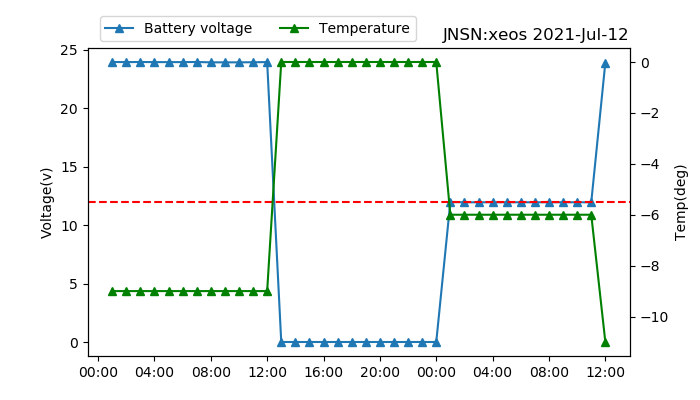 Battery voltage Temperature
JNSN:xeos 2021-Jul-12
25
20
15
10
5
0
Voltage(v)
0
−2
−4
−6
−8
−10
Temp(deg)
00:00 04:00 08:00 12:00 16:00 20:00 00:00 04:00 08:00 12:00